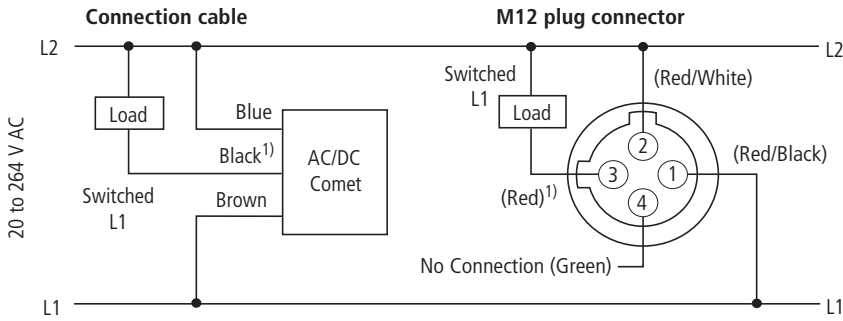 Connection cable
M12 plug connector
L2
L2
20 to 264 V AC
Load
Blue
Black1)
Brown
AC/DC
Comet
Switched
L1
Switched
L1
Load
(Red/White)
(Red/Black)
2
3
1
4
(Red)1)
No Connection (Green)
L1
L1